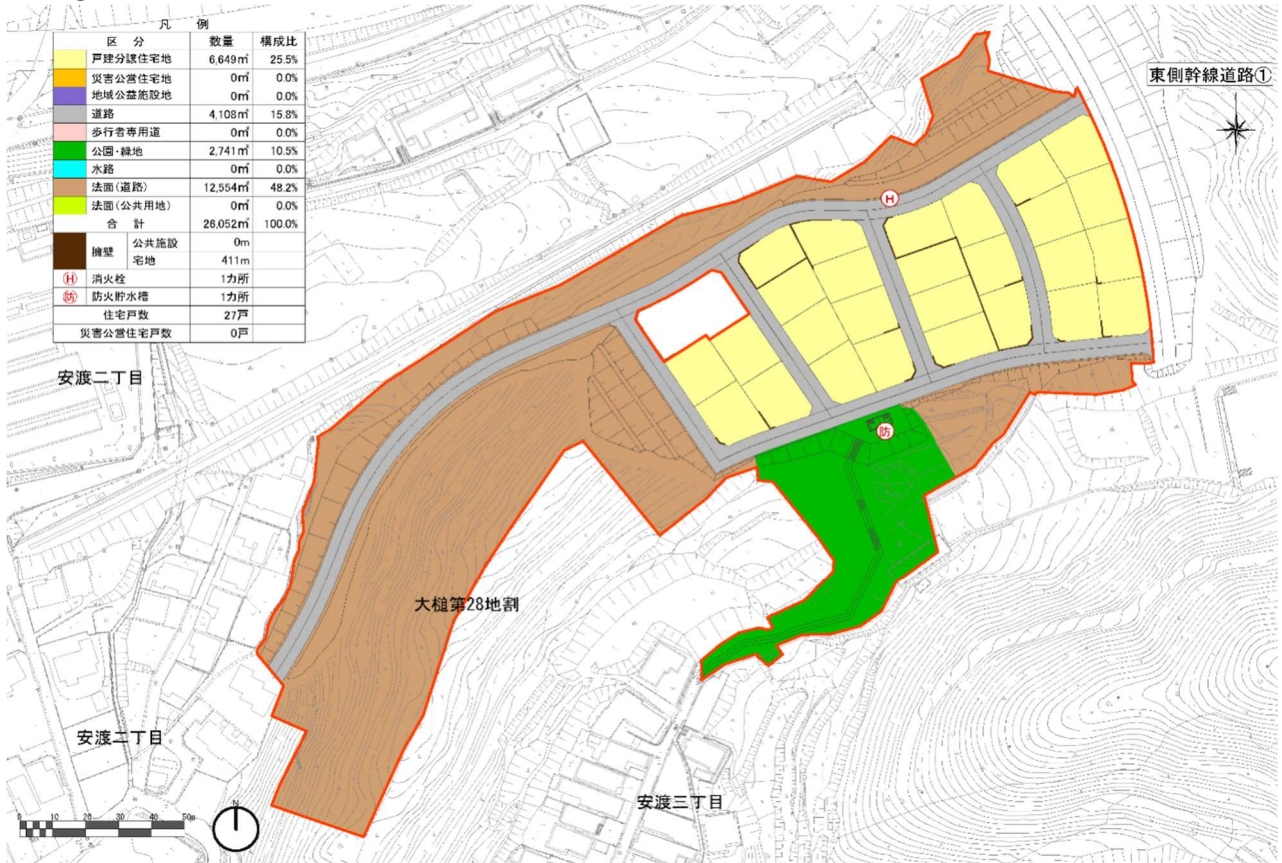 凡 例
区 分 数量 構成比
戸建分譲住宅地 6,649㎡ 25.5%
災害公営住宅地 0㎡ 0.0%
地域公益施設地 0㎡ 0.0%
道路 4,108㎡ 15.8%
歩行者専用道 0㎡ 0.0%
公園・緑地 2,741㎡ 10.5%
水路 0㎡ 0.0%
法面(道路) 12,554㎡ 48.2%
法面(公共用地) 0㎡ 0.0%
合 計 26,052㎡ 100.0%
擁壁 公共施設 0m
宅地 411m
H 消火栓 1カ所
防 防火貯水槽 1カ所
住宅戸数 27戸
災害公営住宅戸数 0戸
東側幹線道路①
H
安渡二丁目
防
大槌第28地割
安渡二丁目
安渡三丁目
0 10 20 30 40 50m
N